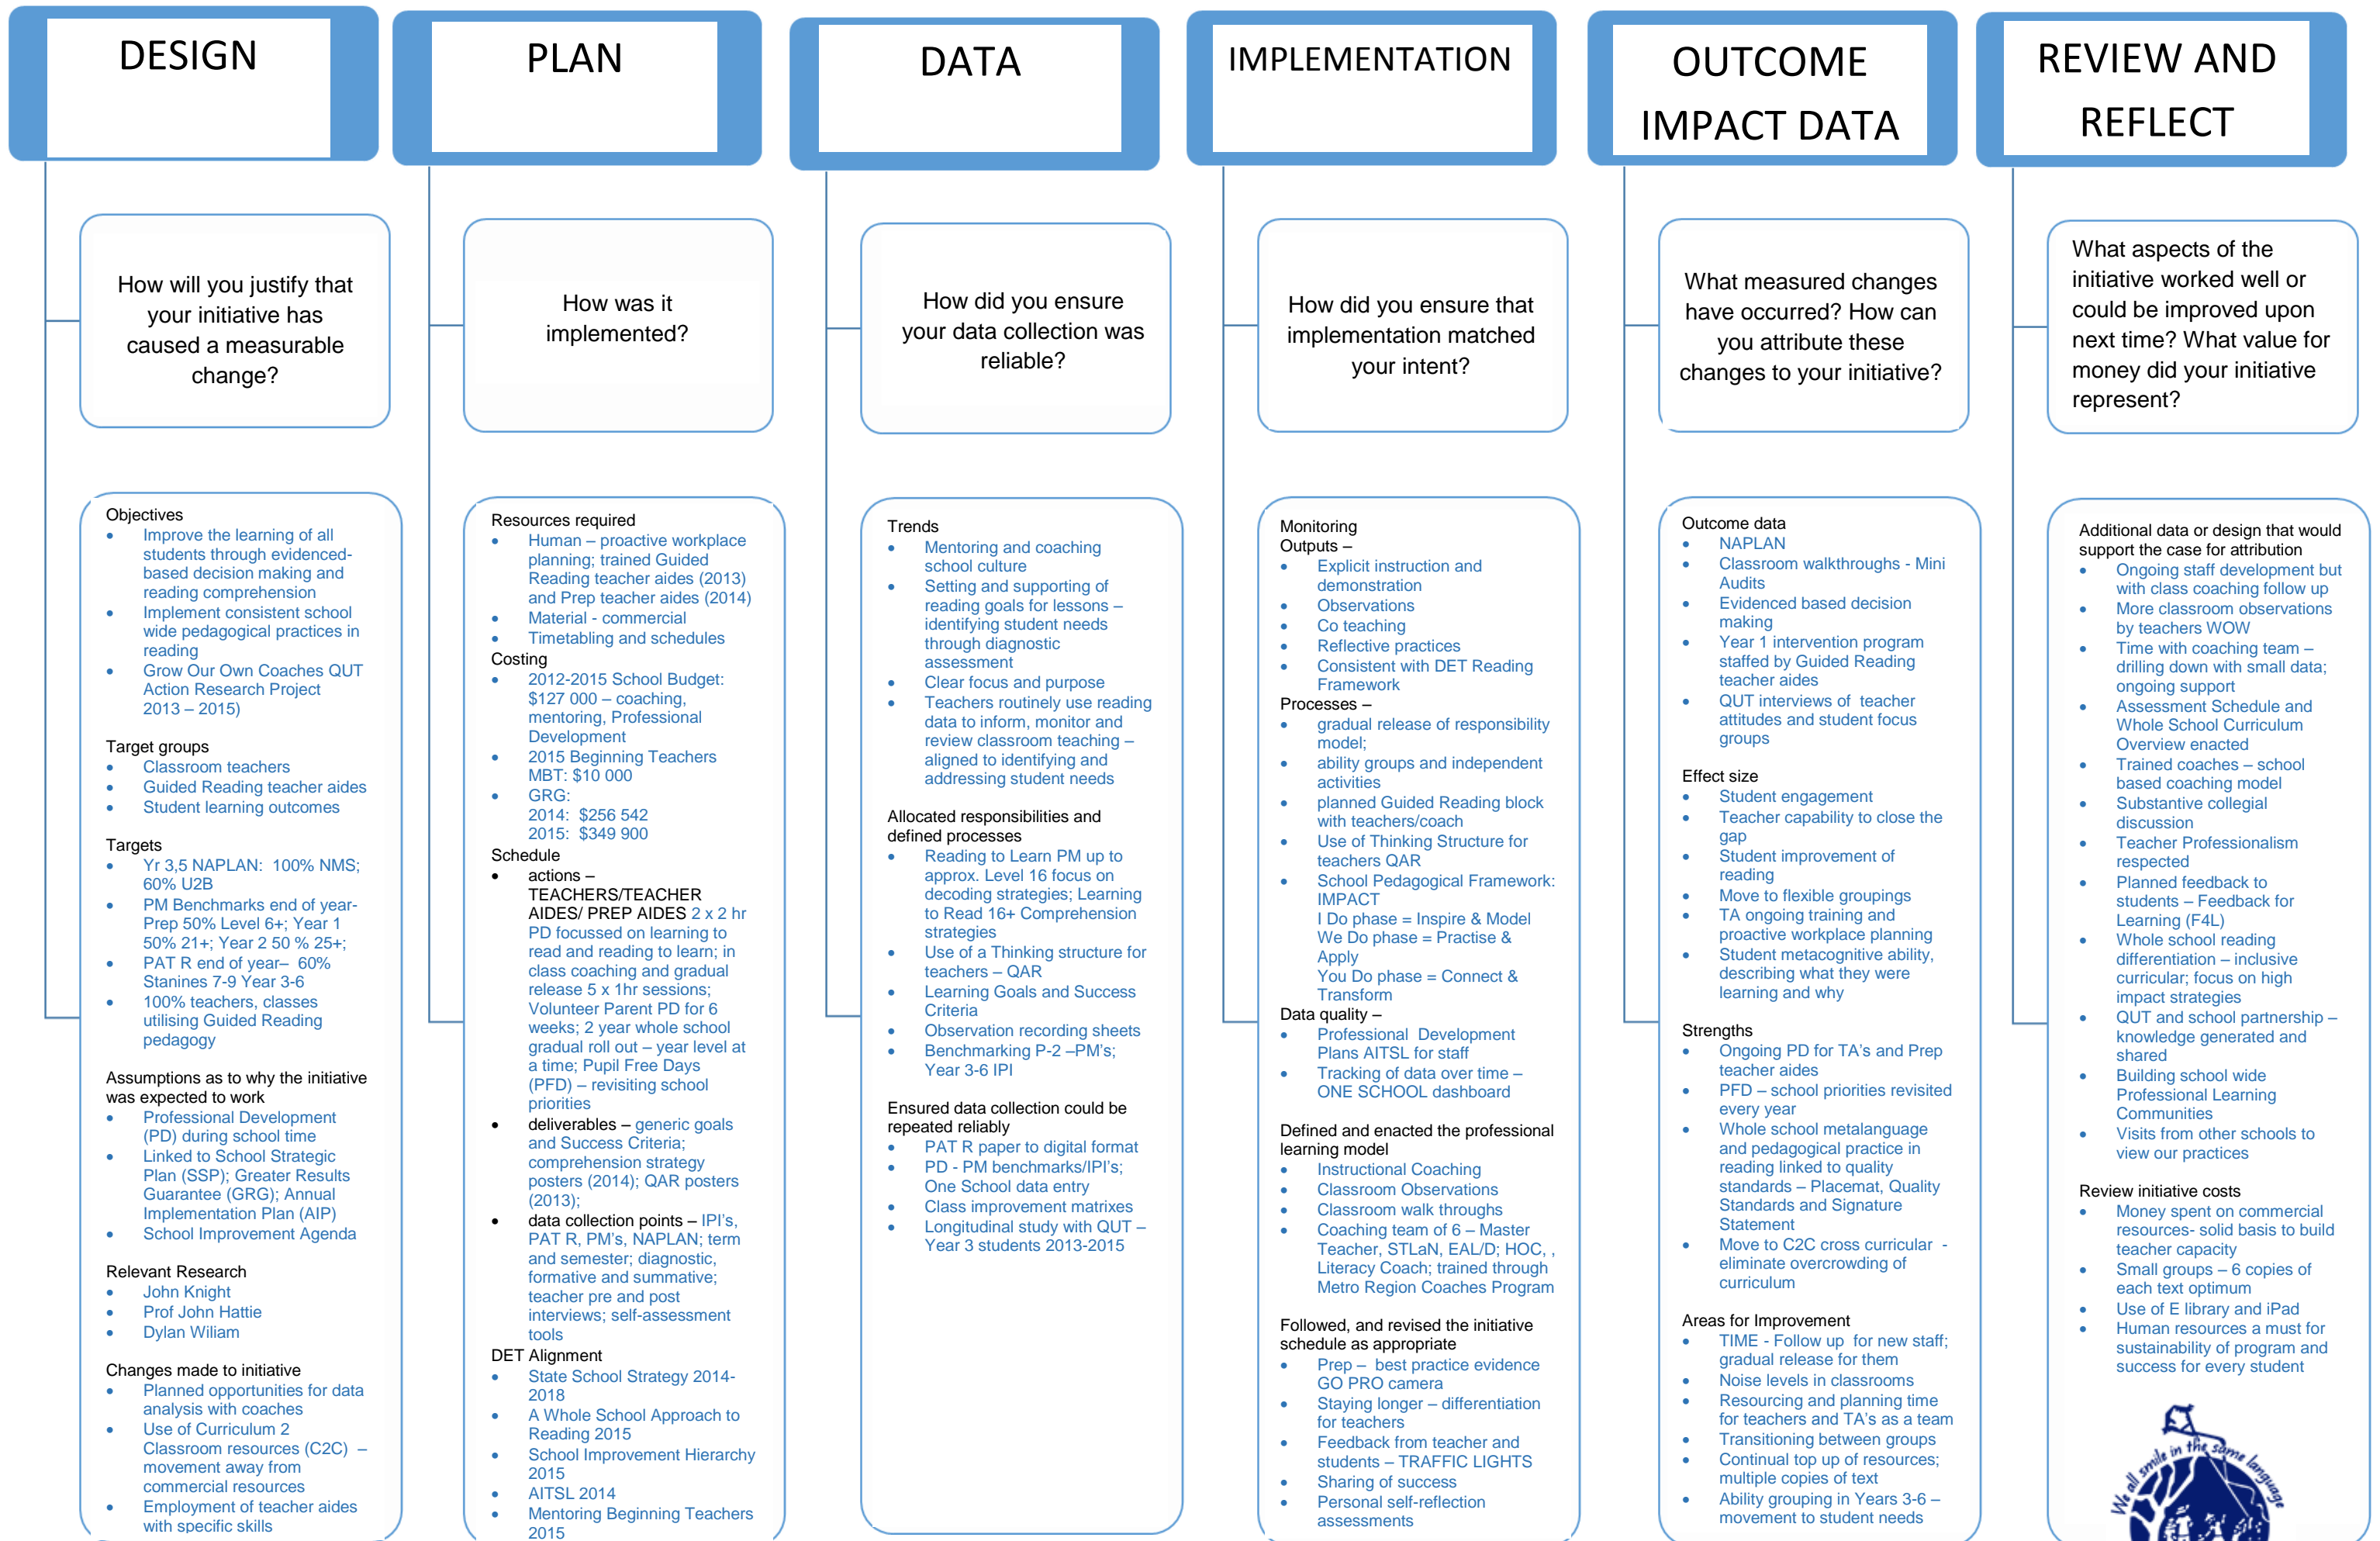 DESIGN
How will you justify that
your initiative has
caused a measurable
change?
Objectives
• Improve the learning of all
students through evidenced-
based decision making and
reading comprehension
• Implement consistent school
wide pedagogical practices in
reading
• Grow Our Own Coaches QUT
Action Research Project
2013 – 2015)
Target groups
• Classroom teachers
• Guided Reading teacher aides
• Student learning outcomes
Targets
• Yr 3,5 NAPLAN: 100% NMS;
60% U2B
• PM Benchmarks end of year-
Prep 50% Level 6+; Year 1
50% 21+; Year 2 50 % 25+;
• PAT R end of year– 60%
Stanines 7-9 Year 3-6
• 100% teachers, classes
utilising Guided Reading
pedagogy
Assumptions as to why the initiative
was expected to work
• Professional Development
(PD) during school time
• Linked to School Strategic
Plan (SSP); Greater Results
Guarantee (GRG); Annual
Implementation Plan (AIP)
• School Improvement Agenda
Relevant Research
• John Knight
• Prof John Hattie
• Dylan Wiliam
Changes made to initiative
• Planned opportunities for data
analysis with coaches
• Use of Curriculum 2
Classroom resources (C2C) –
movement away from
commercial resources
• Employment of teacher aides
with specific skills
PLAN
How was it
implemented?
Resources required
• Human – proactive workplace
planning; trained Guided
Reading teacher aides (2013)
and Prep teacher aides (2014)
• Material - commercial
• Timetabling and schedules
Costing
• 2012-2015 School Budget:
$127 000 – coaching,
mentoring, Professional
Development
• 2015 Beginning Teachers
MBT: $10 000
• GRG:
2014: $256 542
2015: $349 900
Schedule
• actions –
TEACHERS/TEACHER
AIDES/ PREP AIDES 2 x 2 hr
PD focussed on learning to
read and reading to learn; in
class coaching and gradual
release 5 x 1hr sessions;
Volunteer Parent PD for 6
weeks; 2 year whole school
gradual roll out – year level at
a time; Pupil Free Days
(PFD) – revisiting school
priorities
• deliverables – generic goals
and Success Criteria;
comprehension strategy
posters (2014); QAR posters
(2013);
• data collection points – IPI's,
PAT R, PM's, NAPLAN; term
and semester; diagnostic,
formative and summative;
teacher pre and post
interviews; self-assessment
tools
DET Alignment
• State School Strategy 2014-
2018
• A Whole School Approach to
Reading 2015
• School Improvement Hierarchy
2015
• AITSL 2014
• Mentoring Beginning Teachers
2015
DATA
How did you ensure
your data collection was
reliable?
Trends
• Mentoring and coaching
school culture
• Setting and supporting of
reading goals for lessons –
identifying student needs
through diagnostic
assessment
• Clear focus and purpose
• Teachers routinely use reading
data to inform, monitor and
review classroom teaching –
aligned to identifying and
addressing student needs
Allocated responsibilities and
defined processes
• Reading to Learn PM up to
approx. Level 16 focus on
decoding strategies; Learning
to Read 16+ Comprehension
strategies
• Use of a Thinking structure for
teachers – QAR
• Learning Goals and Success
Criteria
• Observation recording sheets
• Benchmarking P-2 –PM's;
Year 3-6 IPI
Ensured data collection could be
repeated reliably
• PAT R paper to digital format
• PD - PM benchmarks/IPI's;
One School data entry
• Class improvement matrixes
• Longitudinal study with QUT –
Year 3 students 2013-2015
IMPLEMENTATION
How did you ensure that
implementation matched
your intent?
Monitoring
Outputs –
• Explicit instruction and
demonstration
• Observations
• Co teaching
• Reflective practices
• Consistent with DET Reading
Framework
Processes –
• gradual release of responsibility
model;
• ability groups and independent
activities
• planned Guided Reading block
with teachers/coach
• Use of Thinking Structure for
teachers QAR
• School Pedagogical Framework:
IMPACT
I Do phase = Inspire & Model
We Do phase = Practise &
Apply
You Do phase = Connect &
Transform
Data quality –
• Professional Development
Plans AITSL for staff
• Tracking of data over time –
ONE SCHOOL dashboard
Defined and enacted the professional
learning model
• Instructional Coaching
• Classroom Observations
• Classroom walk throughs
• Coaching team of 6 – Master
Teacher, STLaN, EAL/D; HOC, ,
Literacy Coach; trained through
Metro Region Coaches Program
Followed, and revised the initiative
schedule as appropriate
• Prep – best practice evidence
GO PRO camera
• Staying longer – differentiation
for teachers
• Feedback from teacher and
students – TRAFFIC LIGHTS
• Sharing of success
• Personal self-reflection
assessments
OUTCOME
IMPACT DATA
What measured changes
have occurred? How can
you attribute these
changes to your initiative?
Outcome data
• NAPLAN
• Classroom walkthroughs - Mini
Audits
• Evidenced based decision
making
• Year 1 intervention program
staffed by Guided Reading
teacher aides
• QUT interviews of teacher
attitudes and student focus
groups
Effect size
• Student engagement
• Teacher capability to close the
gap
• Student improvement of
reading
• Move to flexible groupings
• TA ongoing training and
proactive workplace planning
• Student metacognitive ability,
describing what they were
learning and why
Strengths
• Ongoing PD for TA's and Prep
teacher aides
• PFD – school priorities revisited
every year
• Whole school metalanguage
and pedagogical practice in
reading linked to quality
standards – Placemat, Quality
Standards and Signature
Statement
• Move to C2C cross curricular -
eliminate overcrowding of
curriculum
Areas for Improvement
• TIME - Follow up for new staff;
gradual release for them
• Noise levels in classrooms
• Resourcing and planning time
for teachers and TA's as a team
• Transitioning between groups
• Continual top up of resources;
multiple copies of text
• Ability grouping in Years 3-6 –
movement to student needs
REVIEW AND
REFLECT
What aspects of the
initiative worked well or
could be improved upon
next time? What value for
money did your initiative
represent?
Additional data or design that would
support the case for attribution
• Ongoing staff development but
with class coaching follow up
• More classroom observations
by teachers WOW
• Time with coaching team –
drilling down with small data;
ongoing support
• Assessment Schedule and
Whole School Curriculum
Overview enacted
• Trained coaches – school
based coaching model
• Substantive collegial
discussion
• Teacher Professionalism
respected
• Planned feedback to
students – Feedback for
Learning (F4L)
• Whole school reading
differentiation – inclusive
curricular; focus on high
impact strategies
• QUT and school partnership –
knowledge generated and
shared
• Building school wide
Professional Learning
Communities
• Visits from other schools to
view our practices
Review initiative costs
• Money spent on commercial
resources- solid basis to build
teacher capacity
• Small groups – 6 copies of
each text optimum
• Use of E library and iPad
• Human resources a must for
sustainability of program and
success for every student
We all smile in the same language